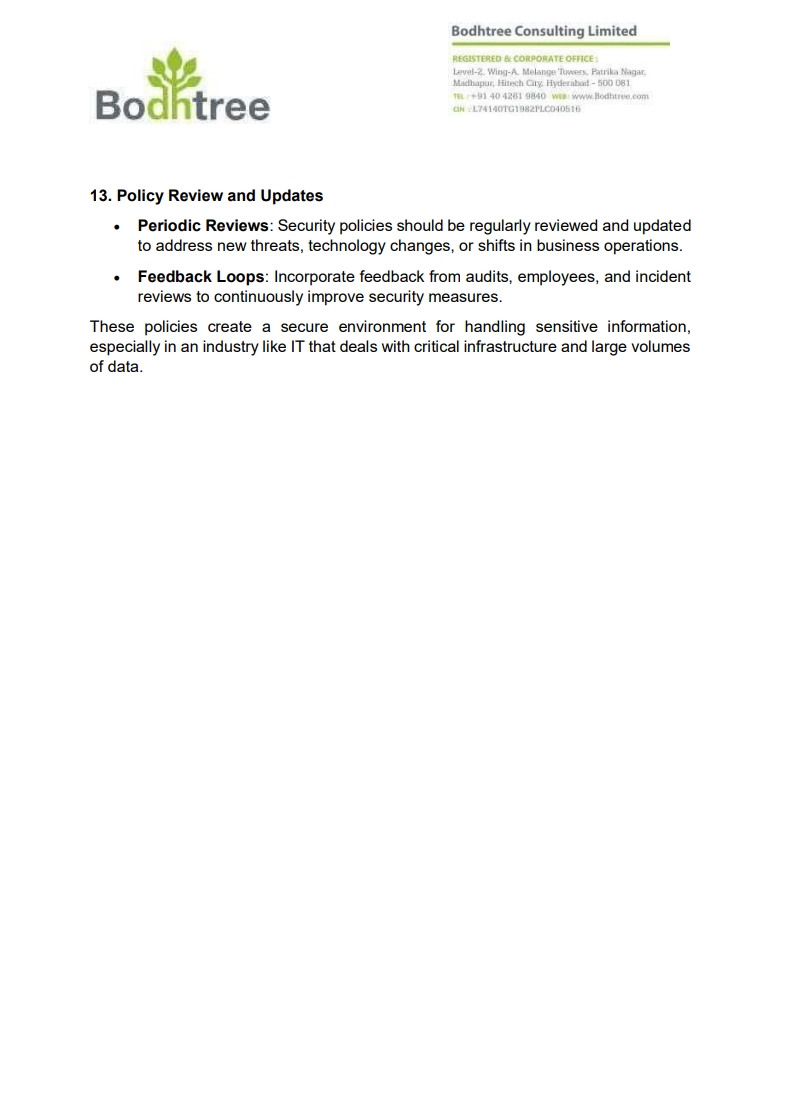 Bodhtree
Bodhtree Consulting Limited
REGISTERED & CORPORATE OFFICE :
Level-2, Wing-A, Melange Towers, Patrika Nagar,
Madhapur, Hitech City, Hyderabad - 500 081
TEL : +91 40 4261 9840 WEB: www.Bodhtree.com
CIN : L74140TG1982PLC040516
13. Policy Review and Updates
• Periodic Reviews: Security policies should be regularly reviewed and updated
to address new threats, technology changes, or shifts in business operations.
• Feedback Loops: Incorporate feedback from audits, employees, and incident
reviews to continuously improve security measures.
These policies create a secure environment for handling sensitive information,
especially in an industry like IT that deals with critical infrastructure and large volumes
of data.